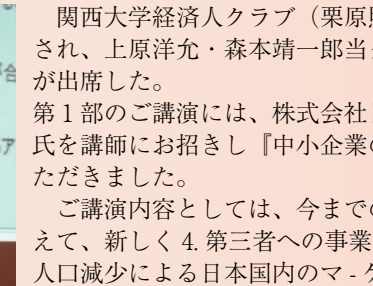 関西大学経済人クラブ（栗原
され、上原洋允・森本靖一郎当
が出席した。
第１部のご講演には、株式会社
氏を講師にお招きし『中小企業の
ただきました。
　ご講演内容としては、今までの
えて、新しく 4. 第三者への事業
人口減少による日本国内のマ - ケ